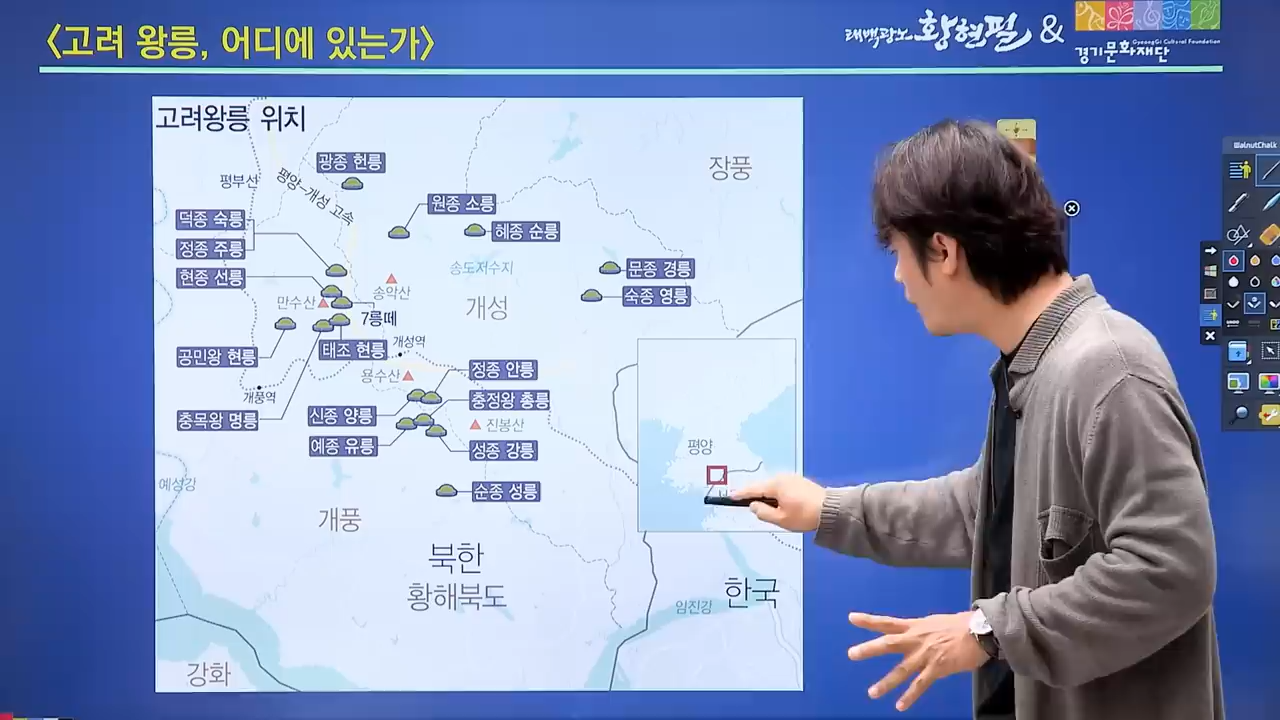 〈고려 왕릉, 어디에 있는가〉
태백광노 황현필 &
GyeongGi Cultural Foundation
경기문화재단
고려왕릉 위치
광종 헌릉
장풍
평부선
평양-개성 고속
원종 소릉
덕종 숙릉
혜종 순릉
정종 주릉
송도저수지
문종 경릉
현종 선릉
송악산
숙종 영릉
만수산
개성
7릉떼
개성역
공민왕 현릉
태조 현릉
정종 안릉
용수산
개풍역
충정왕 총릉
충목왕 명릉
신종 양릉
진봉산
예종 유릉
성종 강릉
평양
예성강
순종 성릉
개풍
북한
황해북도
한국
임진강
강화
WalnutChalk